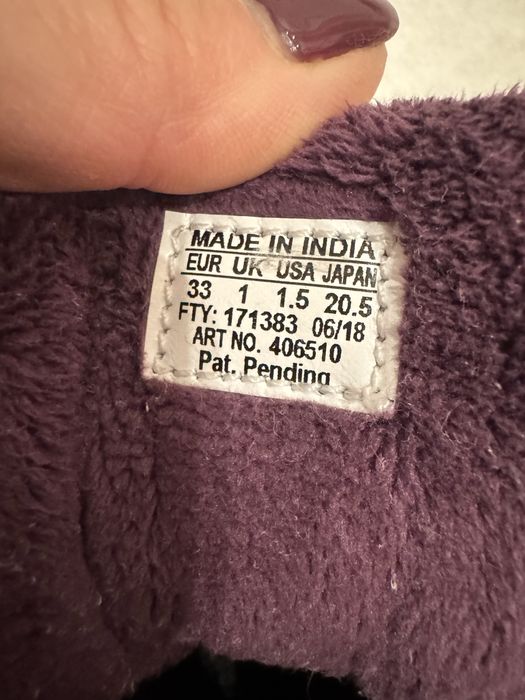 MADE IN INDIA
EUR UK USA JAPAN
33 1 1.5 20.5
FTY: 171383 06/18
ART NO. 406510
Pat. Pending